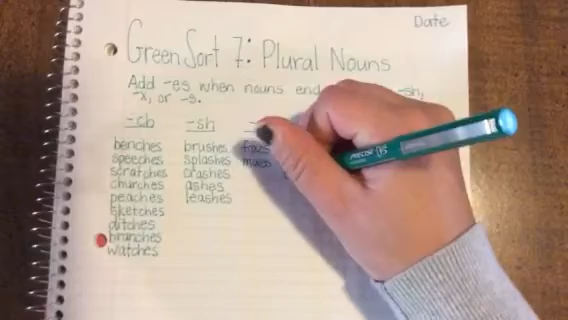 Date
Green Sort 7: Plural Nouns
Add -es when nouns end -sh,
-x, or -s.
-ch -sh
benches brushes
speeches splashes
scratches crashes
churches ashes
peaches leashes
sketches
ditches
branches
watches
PRECISE V5